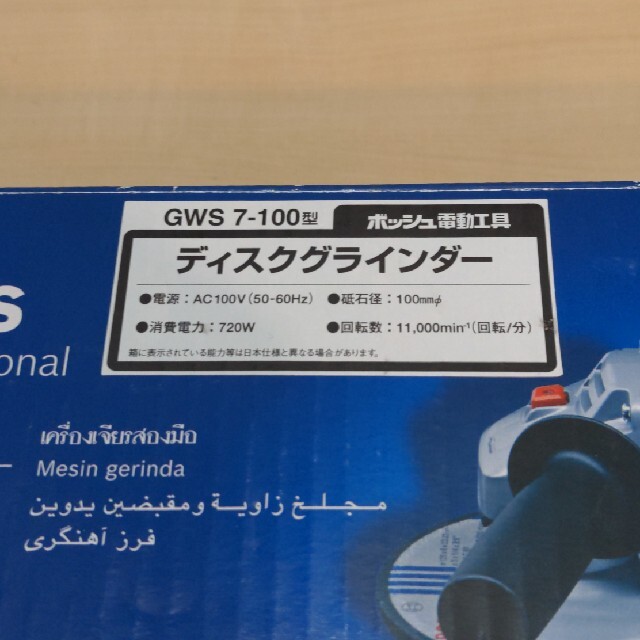 GWS 7-100型 ボッシュ電動工具
ディスクグラインダー
●電源：AC100V（50-60Hz） ●砥石径：100mmφ
●消費電力：720W ●回転数：11,000min⁻¹（回転/分）
箱に表示されている能力等は日本仕様と異なる場合があります。
s
onal
เครื่องเจียรสองมือ
Mesin gerinda
مجلخ زاوية ومقبضين يدوين
فرز آهنگری